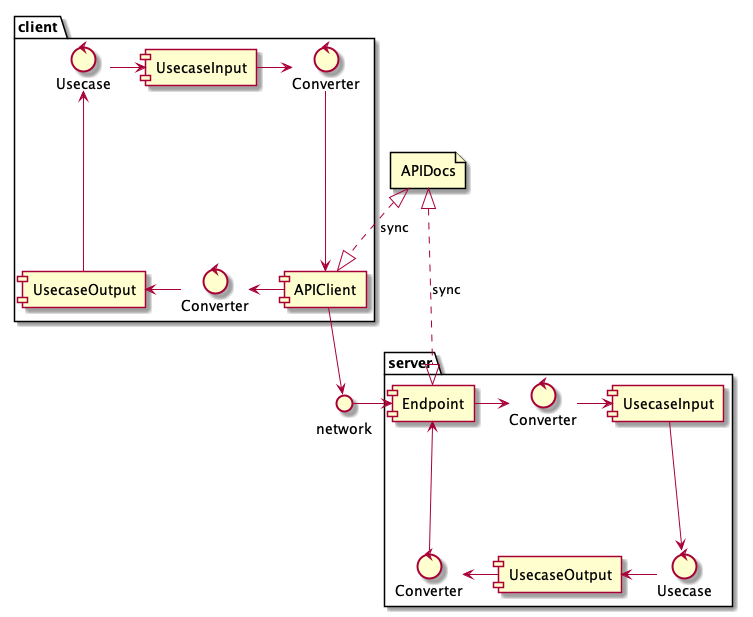 client
Usecase
UsecaseInput
Converter
APIDocs
sync
UsecaseOutput
Converter
APIClient
sync
server
network
Endpoint
Converter
UsecaseInput
Converter
UsecaseOutput
Usecase